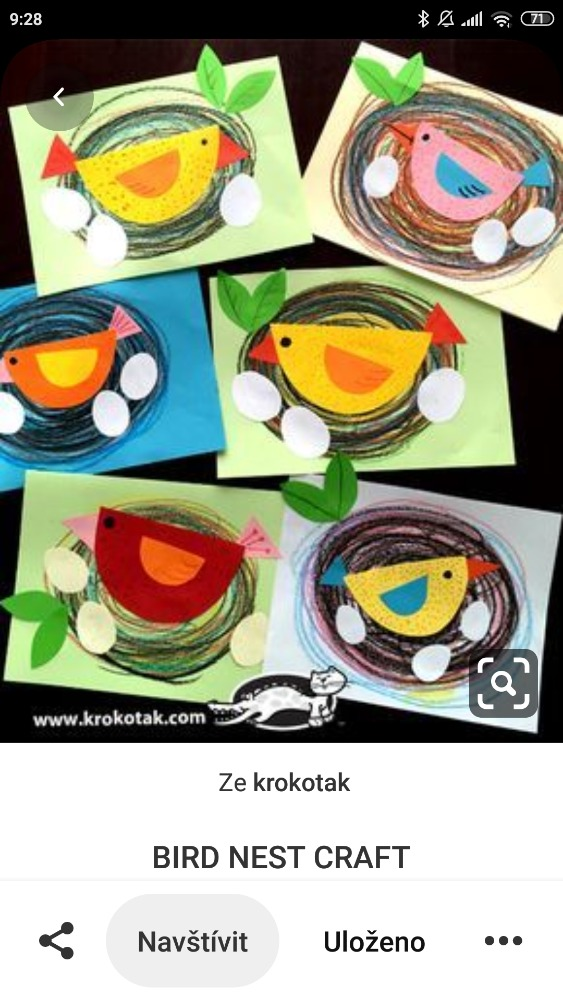 9:28
71
www.krokotak.com
Ze krokotak
BIRD NEST CRAFT
Navštívit
Uloženo